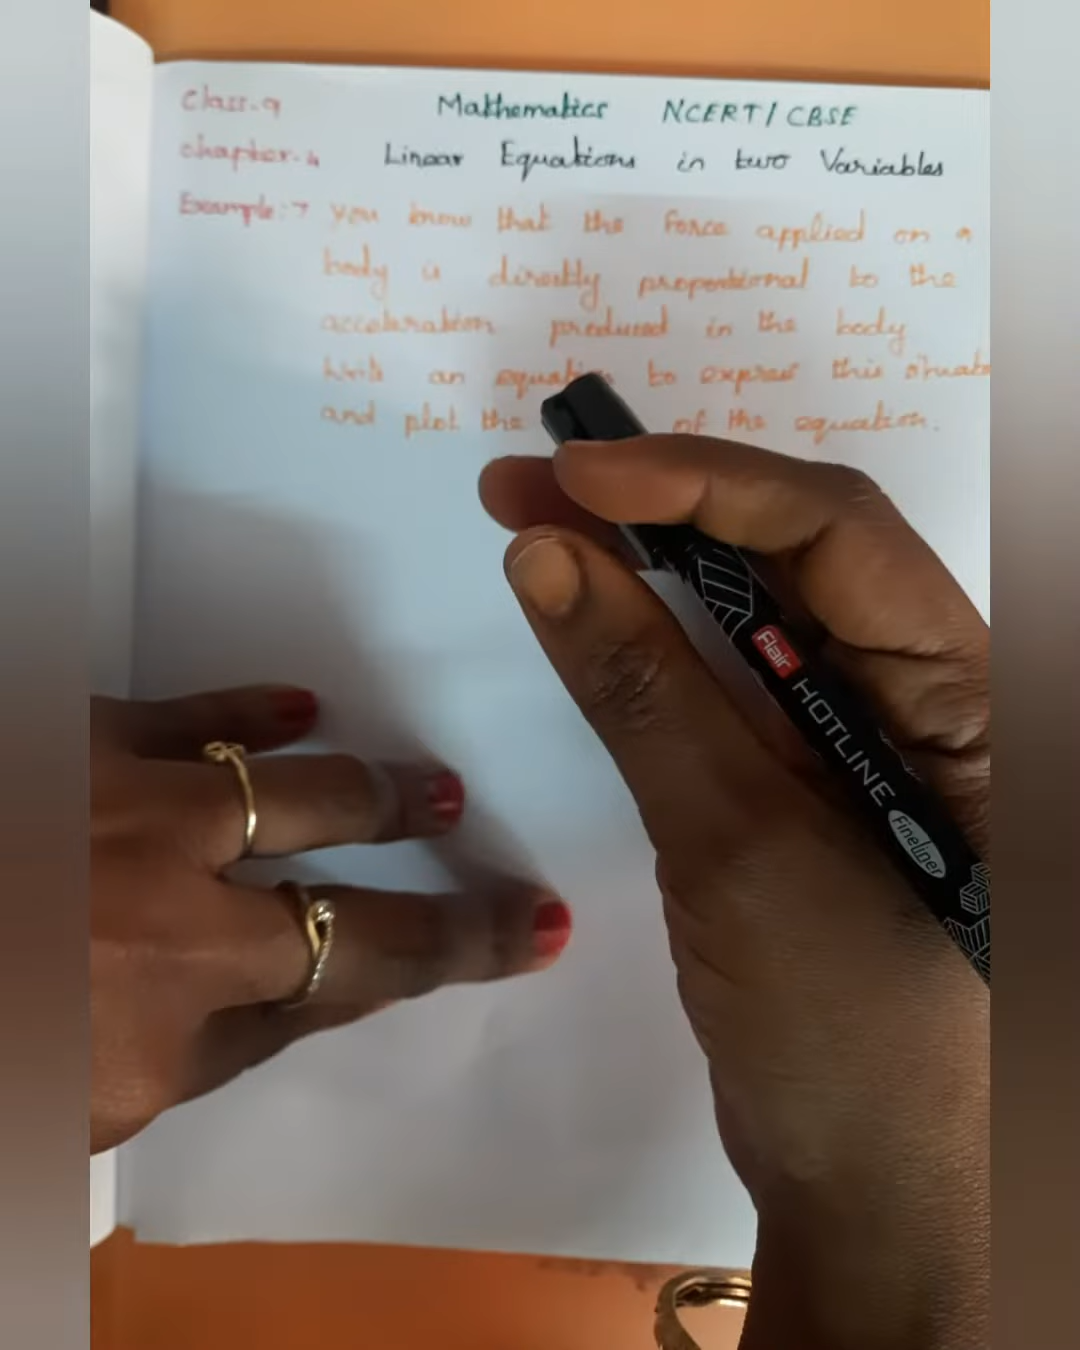 Class-9 Mathematics NCERT / CBSE
Chapter-4 Linear Equations in two Variables
Example:7 you know that the force applied on a
body is directly proportional to the
acceleration produced in the body
Write an equation to express this situat
and plot the of the equation.
Flair HOTLINE Fineliner